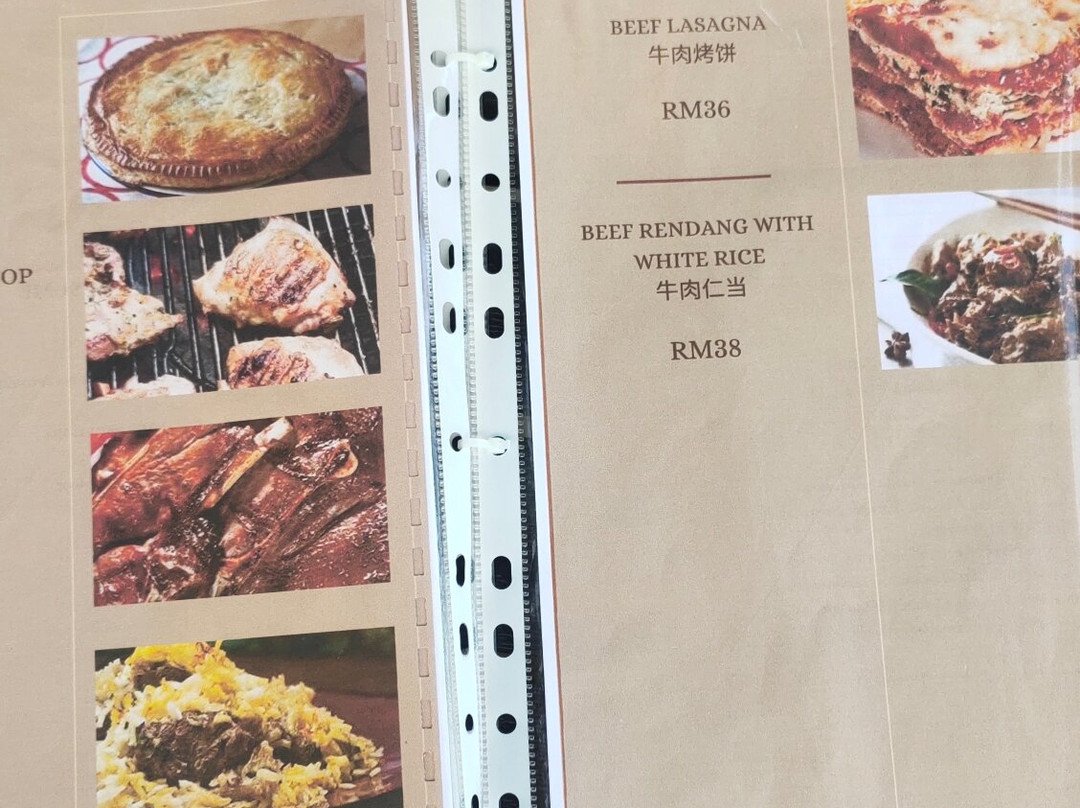 OP
BEEF LASAGNA
牛肉烤饼
RM36
BEEF RENDANG WITH
WHITE RICE
牛肉仁当
RM38